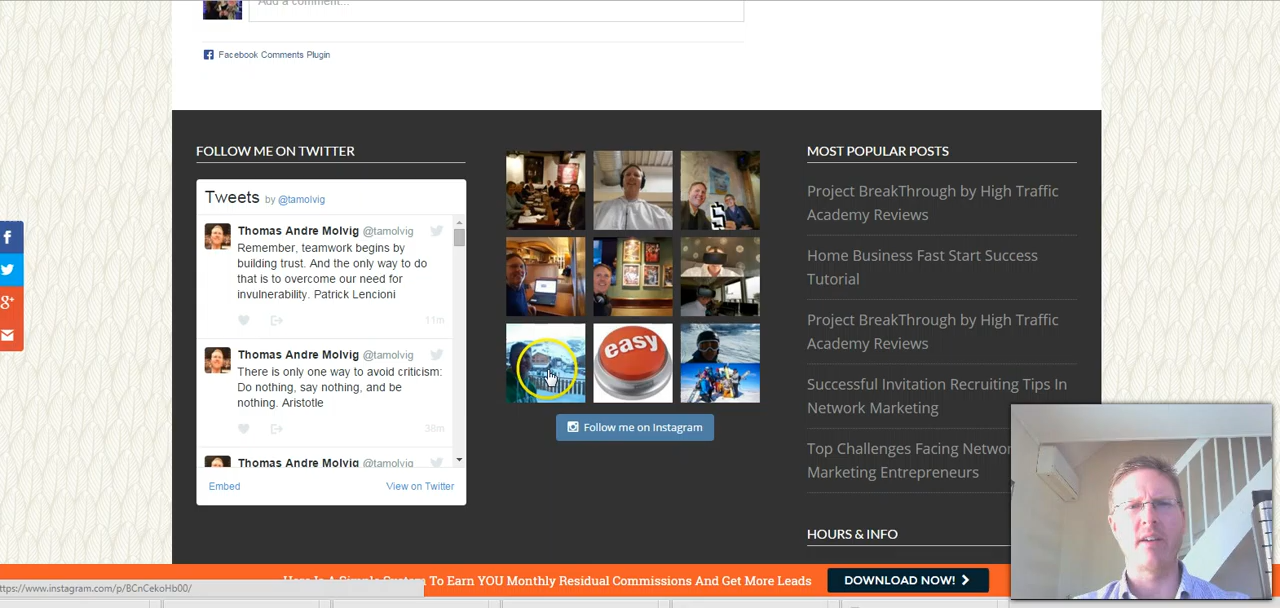 Add a comment...
Facebook Comments Plugin
FOLLOW ME ON TWITTER
MOST POPULAR POSTS
Tweets by @tamolvig
Thomas Andre Molvig @tamolvig
Remember, teamwork begins by
building trust. And the only way to do
that is to overcome our need for
invulnerability. Patrick Lencioni
11m
Thomas Andre Molvig @tamolvig
There is only one way to avoid criticism:
Do nothing, say nothing, and be
nothing. Aristotle
38m
Thomas Andre Molvig @tamolvig
Embed
View on Twitter
easy
Follow me on Instagram
Project BreakThrough by High Traffic
Academy Reviews
Home Business Fast Start Success
Tutorial
Project BreakThrough by High Traffic
Academy Reviews
Successful Invitation Recruiting Tips In
Network Marketing
Top Challenges Facing Networ
Marketing Entrepreneurs
HOURS & INFO
Here Is A Simple System To Earn YOU Monthly Residual Commissions And Get More Leads
DOWNLOAD NOW!
https://www.instagram.com/p/BCnCekoHb00/